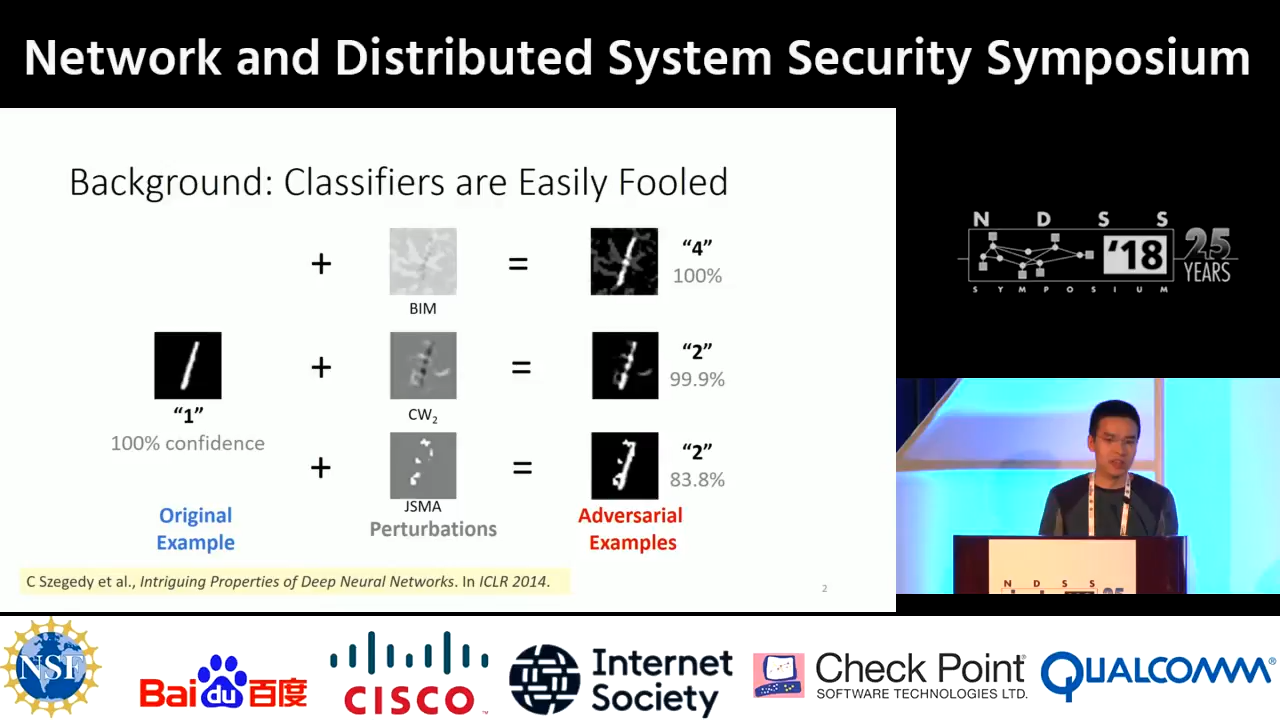 Network and Distributed System Security Symposium
Background: Classifiers are Easily Fooled
+
=
“4”
100%
BIM
“1”
100% confidence
+
=
“2”
99.9%
CW2
+
=
“2”
83.8%
JSMA
Original
Example
Perturbations
Adversarial
Examples
C Szegedy et al., Intriguing Properties of Deep Neural Networks. In ICLR 2014.
2
N D S S
‘18
25
YEARS
SYMPOSIUM
N D S S
NSF
Baidu百度
CISCO™
Internet
Society
Check Point®
SOFTWARE TECHNOLOGIES LTD.
QUALCOMM®